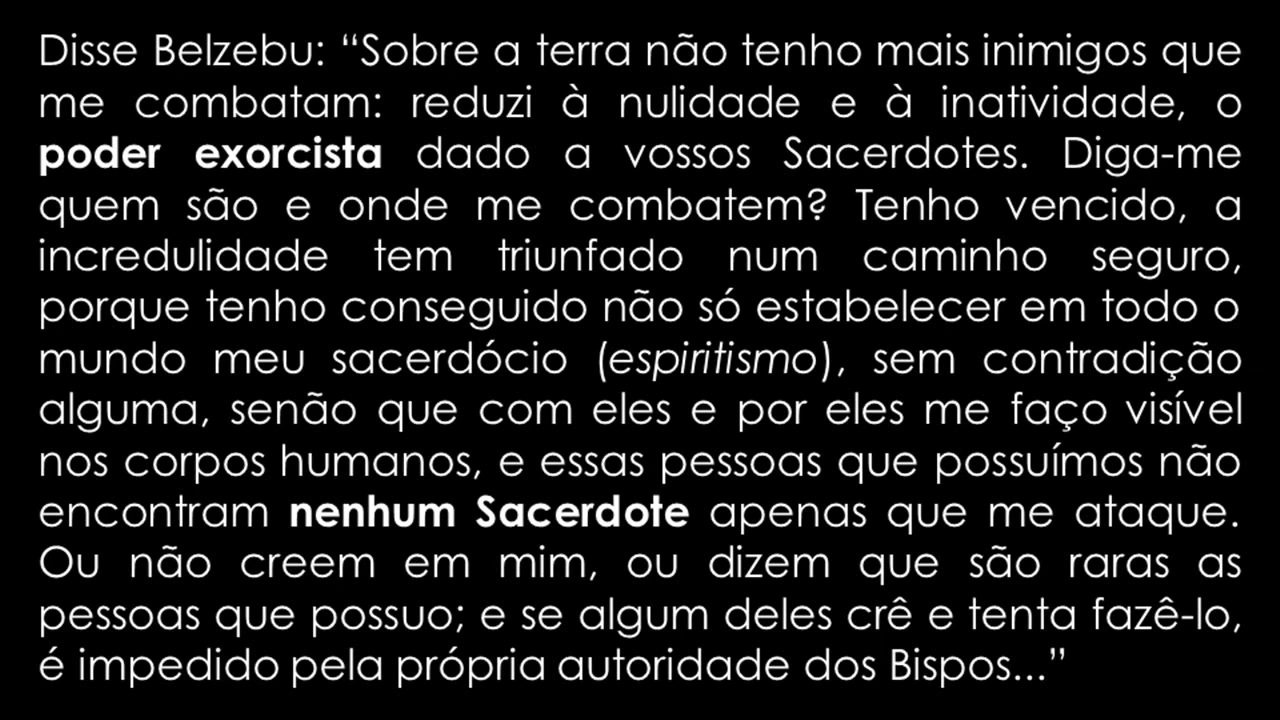 Disse Belzebu: “Sobre a terra não tenho mais inimigos que
me combatam: reduzi à nulidade e à inatividade, o
poder exorcista dado a vossos Sacerdotes. Diga-me
quem são e onde me combatem? Tenho vencido, a
incredulidade tem triunfado num caminho seguro,
porque tenho conseguido não só estabelecer em todo o
mundo meu sacerdócio (espiritismo), sem contradição
alguma, senão que com eles e por eles me faço visível
nos corpos humanos, e essas pessoas que possuímos não
encontram nenhum Sacerdote apenas que me ataque.
Ou não creem em mim, ou dizem que são raras as
pessoas que possuo; e se algum deles crê e tenta fazê-lo,
é impedido pela própria autoridade dos Bispos...”